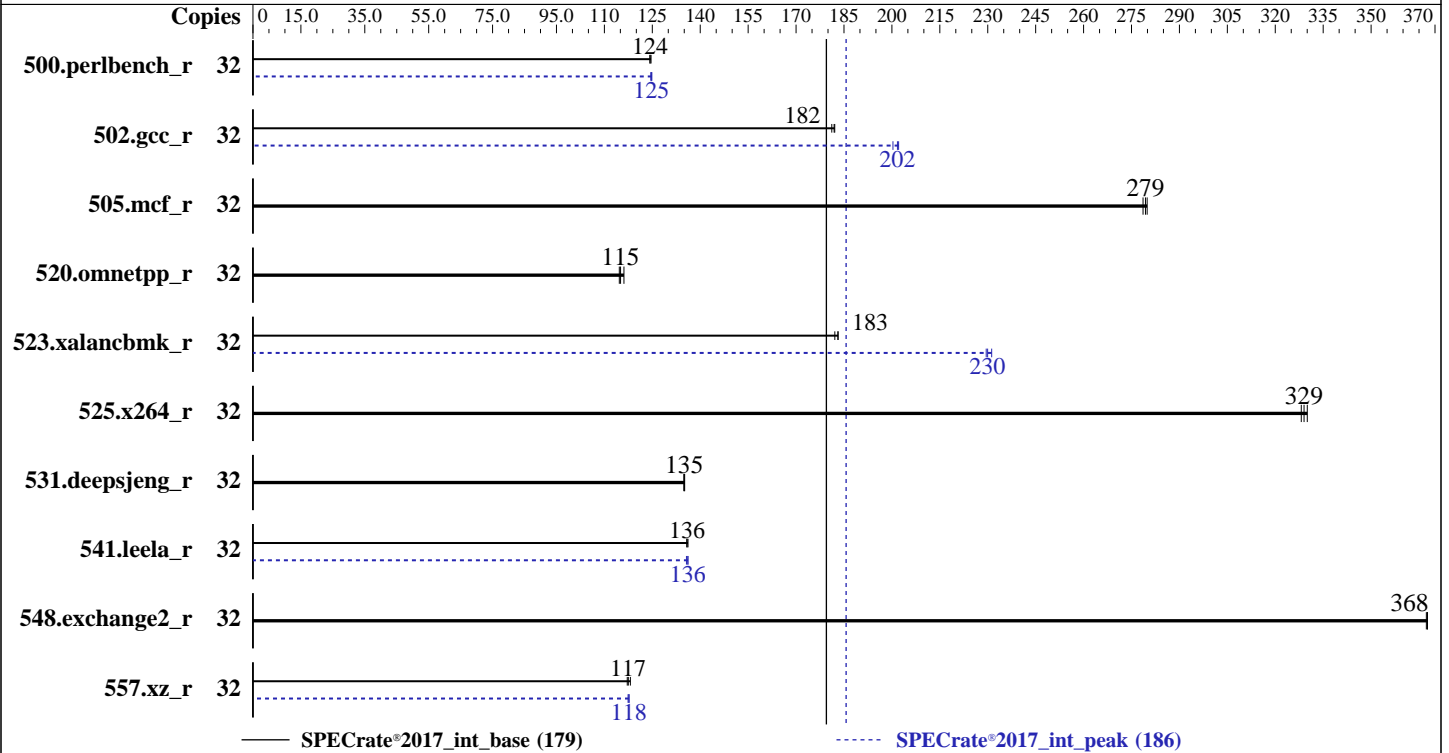 Copies 0 15.0 35.0 55.0 75.0 95.0 110 125 140 155 170 185 200 215 230 245 260 275 290 305 320 335 350 370
124
500.perlbench_r 32
125
182
502.gcc_r 32
202
279
505.mcf_r 32
115
520.omnetpp_r 32
183
523.xalancbmk_r 32
230
329
525.x264_r 32
135
531.deepsjeng_r 32
136
541.leela_r 32
136
368
548.exchange2_r 32
117
557.xz_r 32
118
SPECrate®2017_int_base (179) SPECrate®2017_int_peak (186)